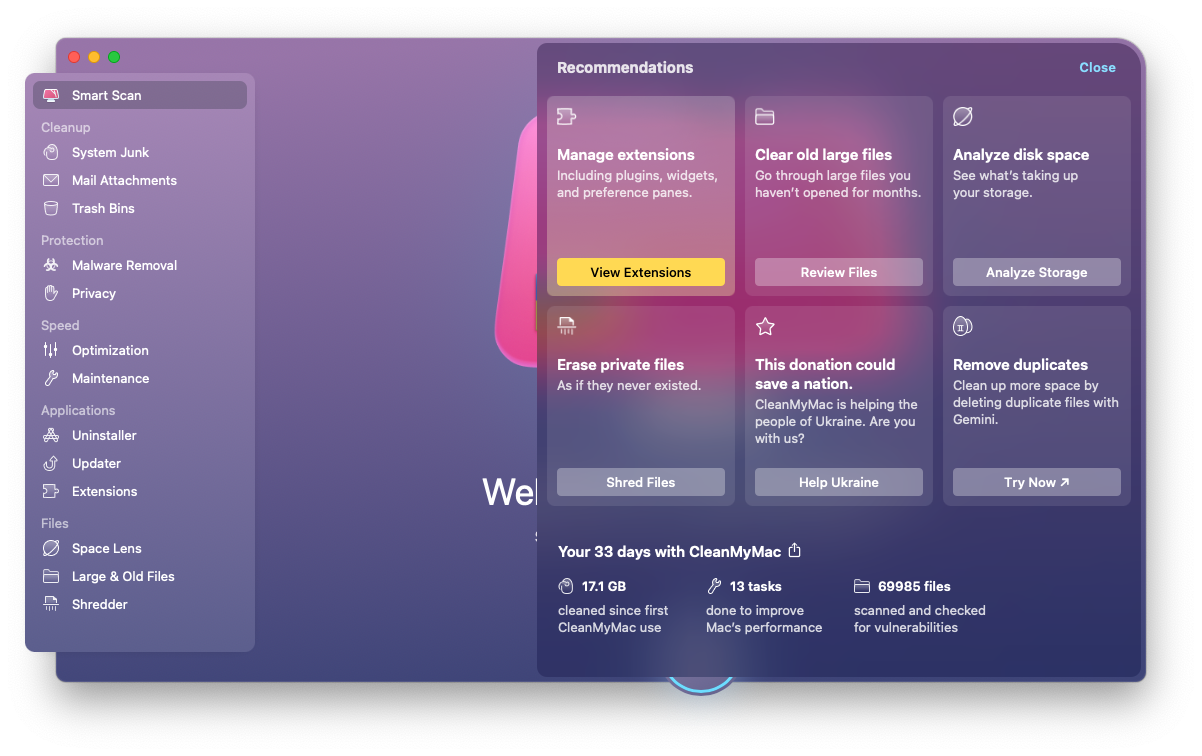 Smart Scan
Cleanup
System Junk
Mail Attachments
Trash Bins
Protection
Malware Removal
Privacy
Speed
Optimization
Maintenance
Applications
Uninstaller
Updater
Extensions
Files
Space Lens
Large & Old Files
Shredder
Wel
Recommendations
Close
Manage extensions
Including plugins, widgets,
and preference panes.
View Extensions
Clear old large files
Go through large files you
haven’t opened for months.
Review Files
Analyze disk space
See what’s taking up
your storage.
Analyze Storage
Erase private files
As if they never existed.
Shred Files
This donation could
save a nation.
CleanMyMac is helping the
people of Ukraine. Are you
with us?
Help Ukraine
Remove duplicates
Clean up more space by
deleting duplicate files with
Gemini.
Try Now ↗
Your 33 days with CleanMyMac
17.1 GB
cleaned since first
CleanMyMac use
13 tasks
done to improve
Mac’s performance
69985 files
scanned and checked
for vulnerabilities